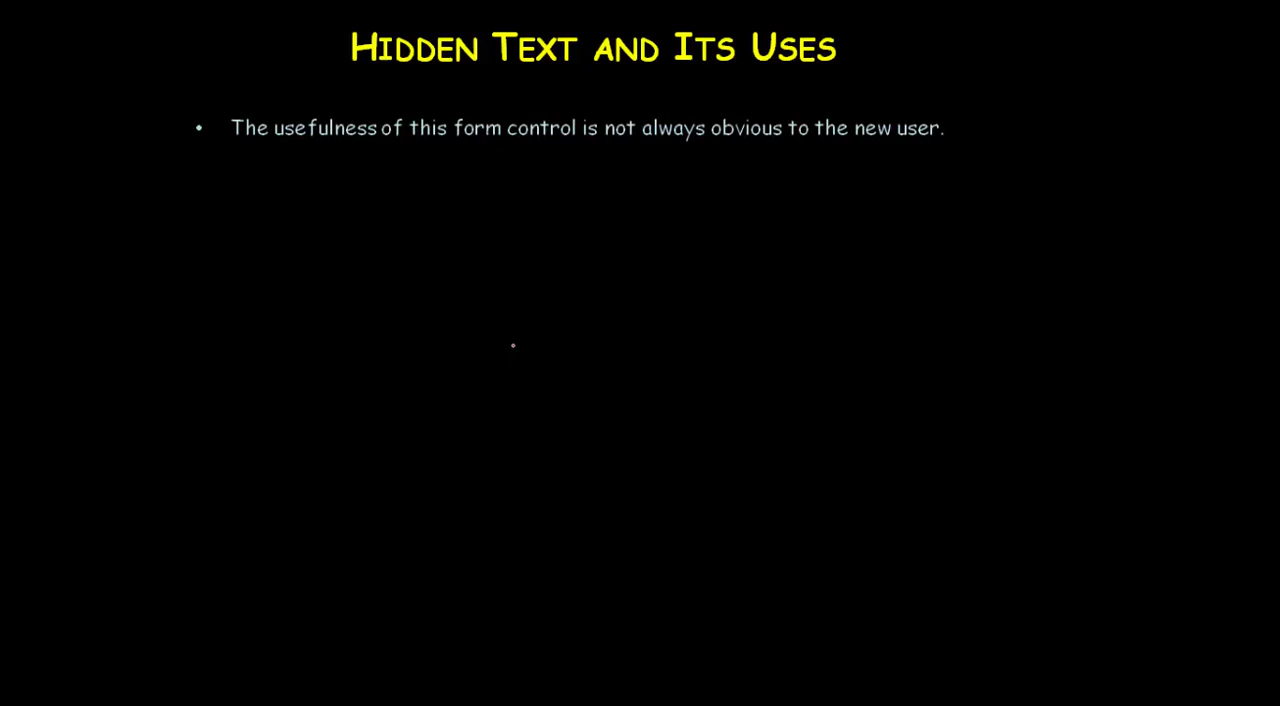 Hidden Text and Its Uses
• The usefulness of this form control is not always obvious to the new user.